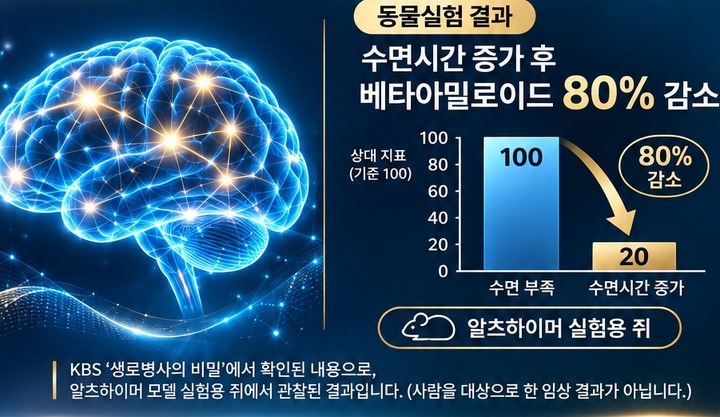 동물실험 결과
수면시간 증가 후
베타아밀로이드 80% 감소
상대 지표
(기준 100)
100
80
60
40
20
0
100
20
80%
감소
수면 부족
수면시간 증가
알츠하이머 실험용 쥐
KBS '생로병사의 비밀'에서 확인된 내용으로,
알츠하이머 모델 실험용 쥐에서 관찰된 결과입니다. (사람을 대상으로 한 임상 결과가 아닙니다.)